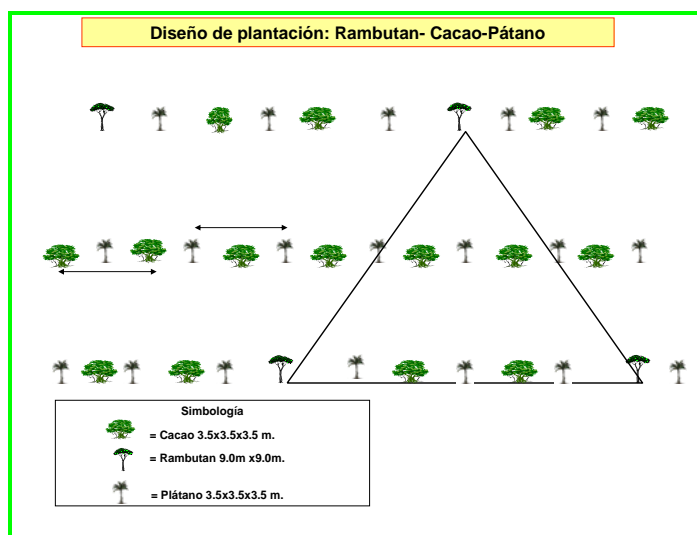 Diseño de plantación: Rambutan- Cacao-Pátano
Simbología
= Cacao 3.5x3.5x3.5 m.
= Rambutan 9.0m x9.0m.
= Plátano 3.5x3.5x3.5 m.